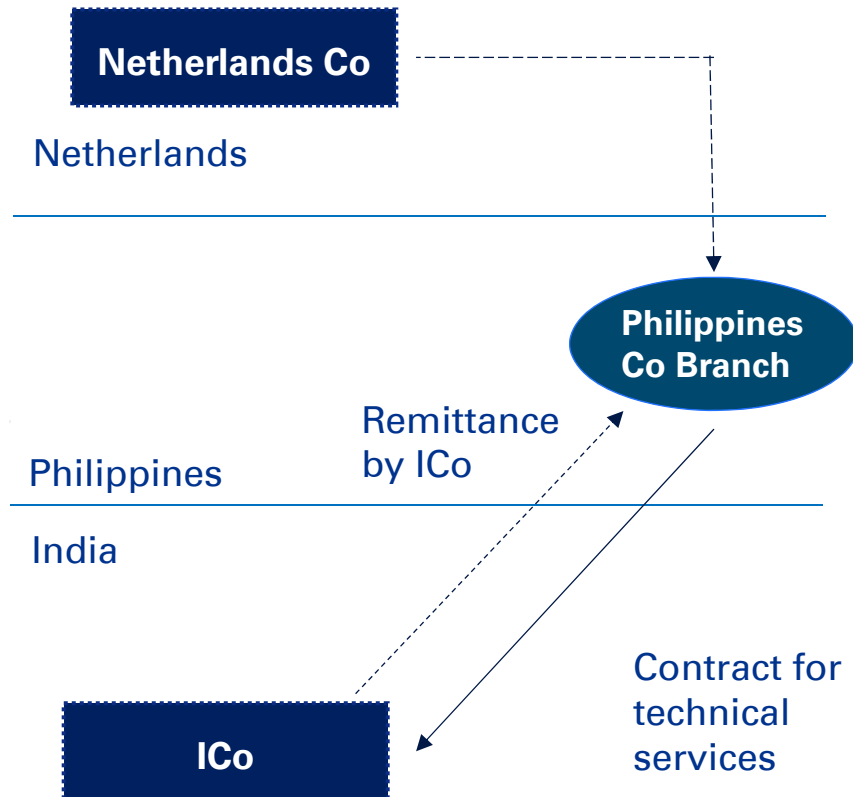 Netherlands Co
Netherlands
Philippines
Co Branch
Remittance
by ICo
Philippines
India
Contract for
technical
services
ICo